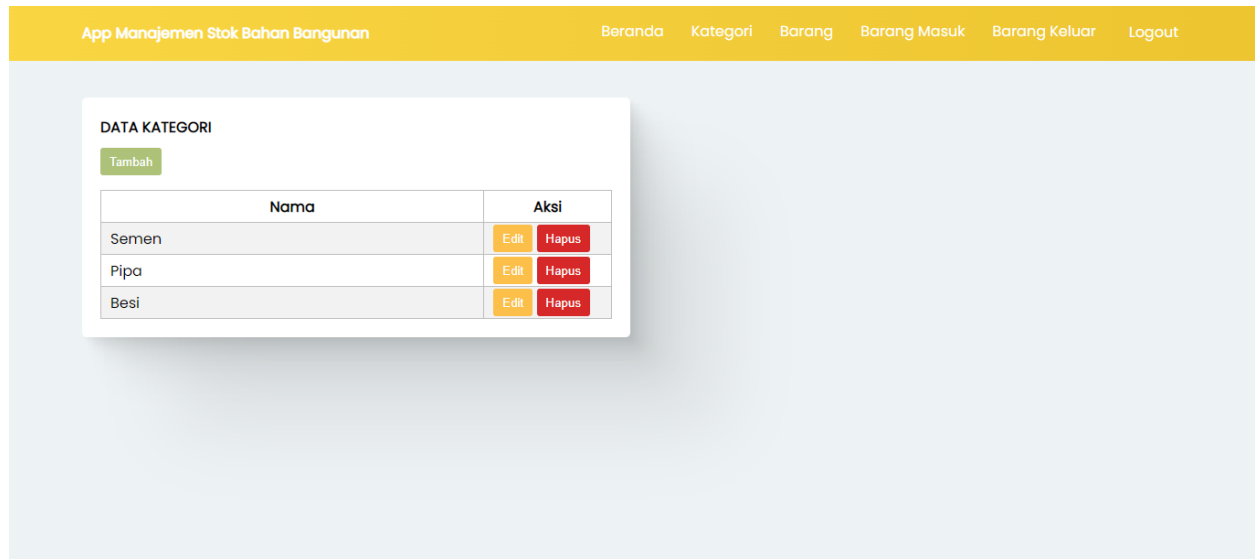 App Manajemen Stok Bahan Bangunan Beranda Kategori Barang Barang Masuk Barang Keluar Logout
DATA KATEGORI
Tambah
Nama Aksi
Semen Edit Hapus
Pipa Edit Hapus
Besi Edit Hapus